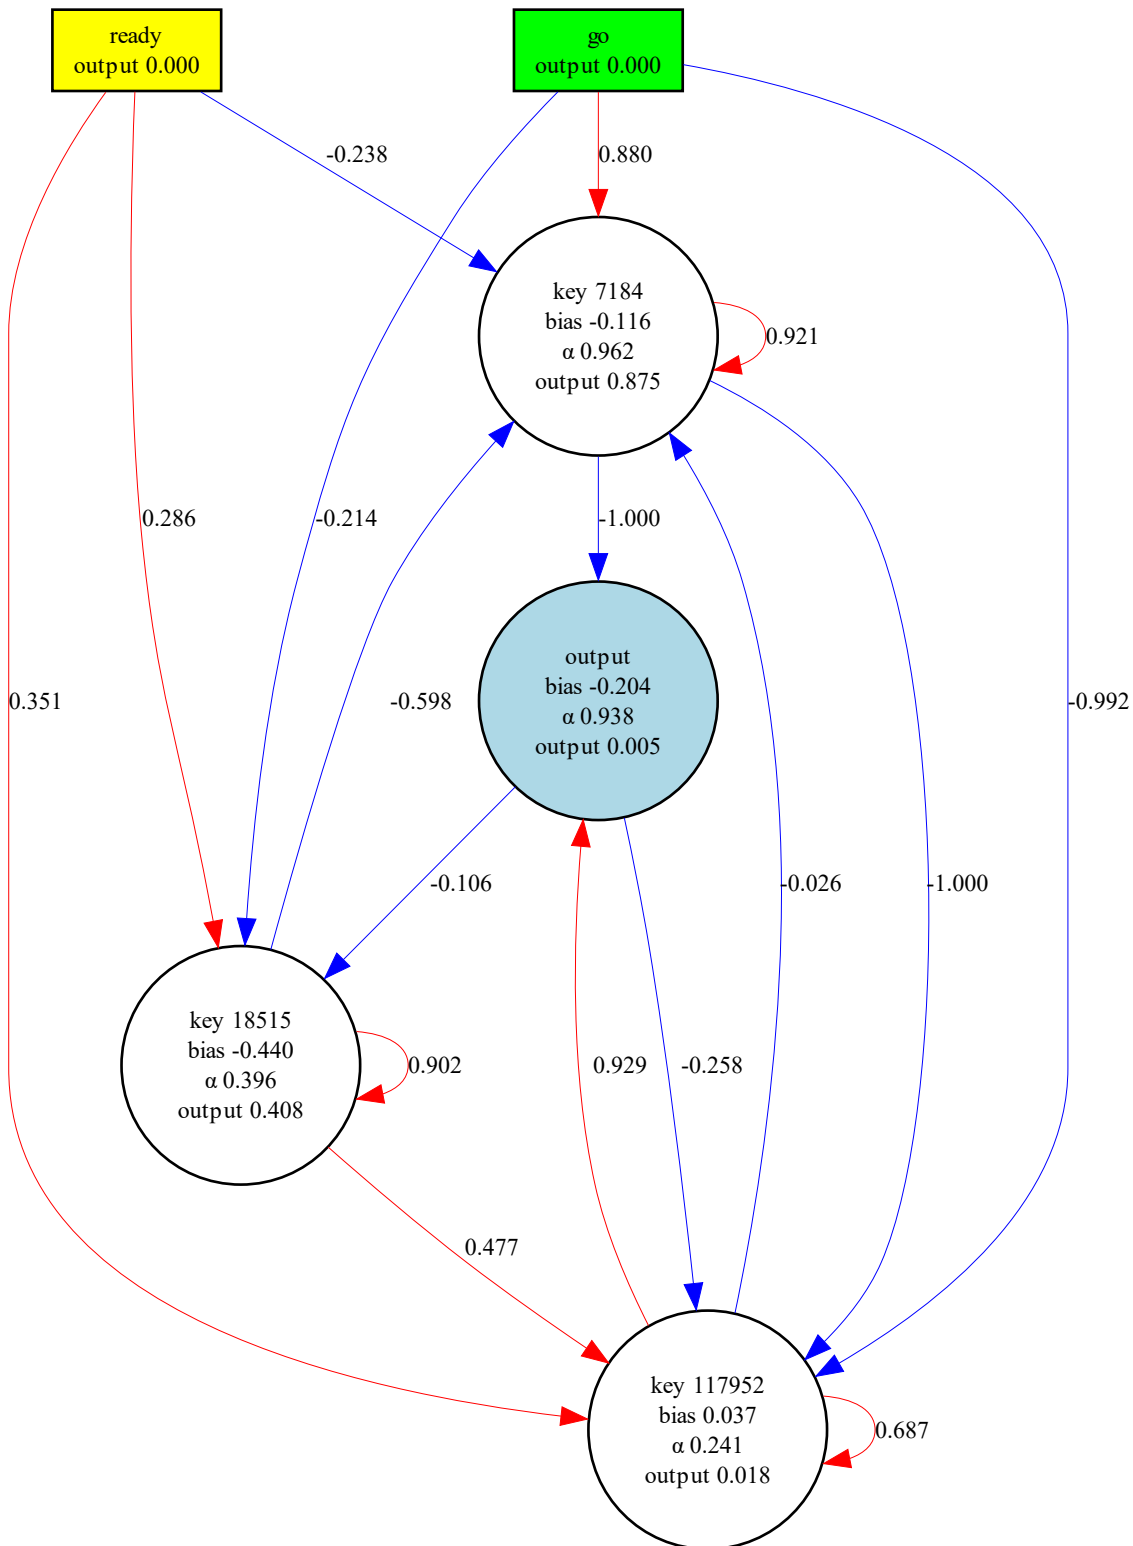 ready
output 0.000
go
output 0.000
-0.238
0.880
key 7184
bias -0.116
α 0.962
output 0.875
0.921
0.286
-0.214
-1.000
output
bias -0.204
α 0.938
output 0.005
0.351
-0.598
-0.992
-0.106
-0.026
-1.000
key 18515
bias -0.440
α 0.396
output 0.408
0.902
0.929
-0.258
0.477
key 117952
bias 0.037
α 0.241
output 0.018
0.687